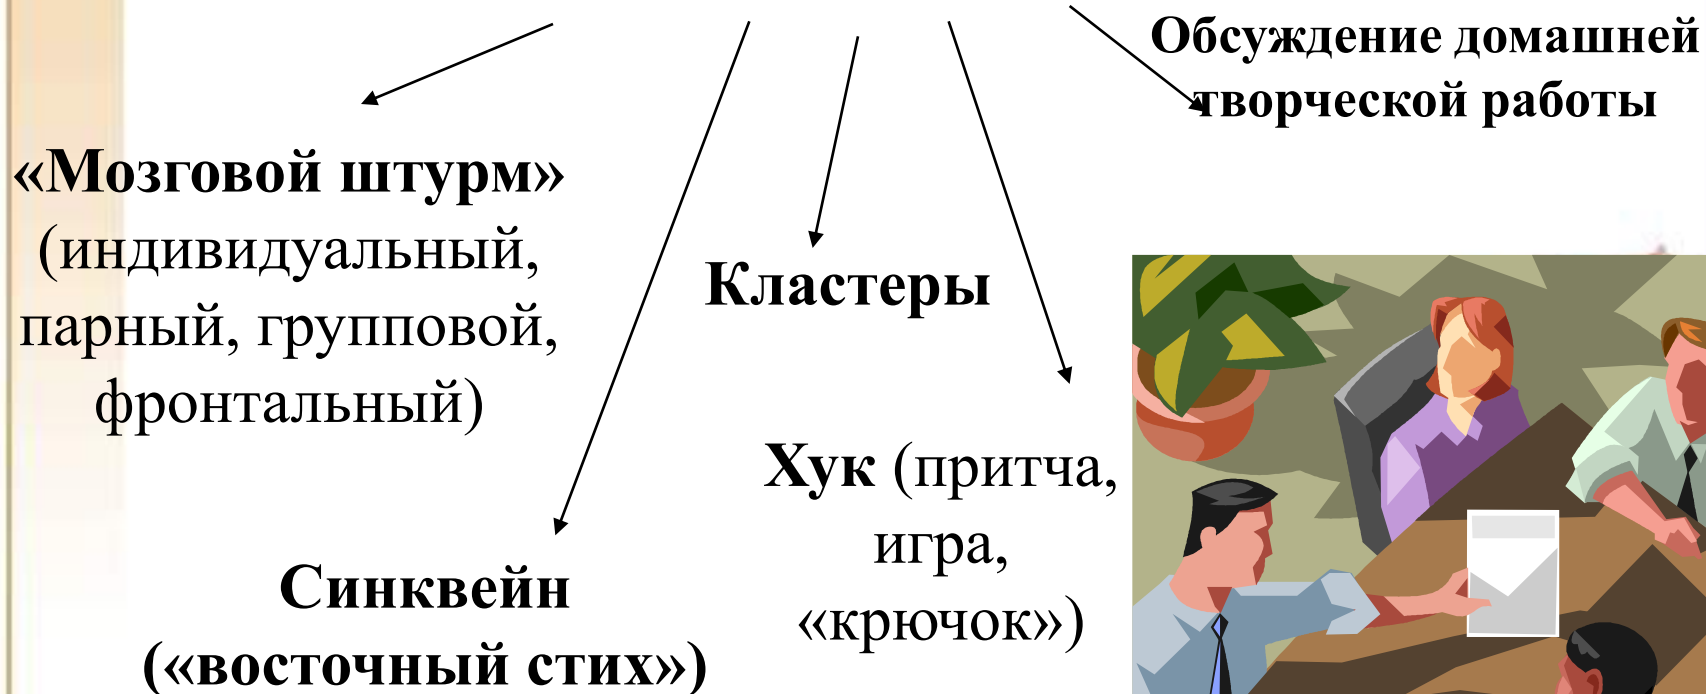 Обсуждение домашней
творческой работы
«Мозговой штурм»
(индивидуальный,
парный, групповой,
фронтальный)
Кластеры
Хук (притча,
игра,
«крючок»)
Синквейн
(«восточный стих»)